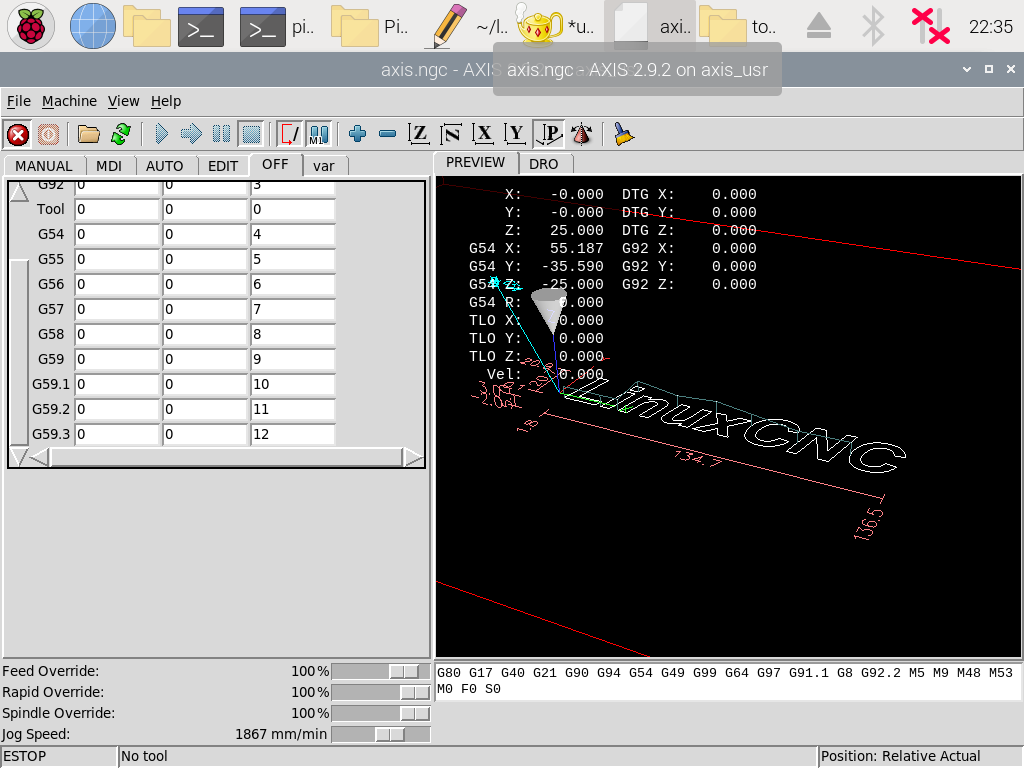 pi.. Pi.. ~/l.. *u.. axi.. to.. 22:35
axis.ngc - AXIS 2.9.2 on axis_usr
File Machine View Help
Z N X Y P
M1
MANUAL MDI AUTO EDIT OFF var
PREVIEW DRO
G92 0 0 3
Tool 0 0 0
G54 0 0 4
G55 0 0 5
G56 0 0 6
G57 0 0 7
G58 0 0 8
G59 0 0 9
G59.1 0 0 10
G59.2 0 0 11
G59.3 0 0 12
X: -0.000 DTG X: 0.000
Y: -0.000 DTG Y: 0.000
Z: 25.000 DTG Z: 0.000
G54 X: 55.187 G92 X: 0.000
G54 Y: -35.590 G92 Y: 0.000
G54 Z: -25.000 G92 Z: 0.000
G54 R: 0.000
TLO X: 0.000
TLO Y: 0.000
TLO Z: 0.000
Vel: 0.000
LinuxCNC
1.8
134.7
136.5
Feed Override: 100%
Rapid Override: 100%
Spindle Override: 100%
Jog Speed: 1867 mm/min
G80 G17 G40 G21 G90 G94 G54 G49 G99 G64 G97 G91.1 G8 G92.2 M5 M9 M48 M53
M0 F0 S0
ESTOP No tool Position: Relative Actual